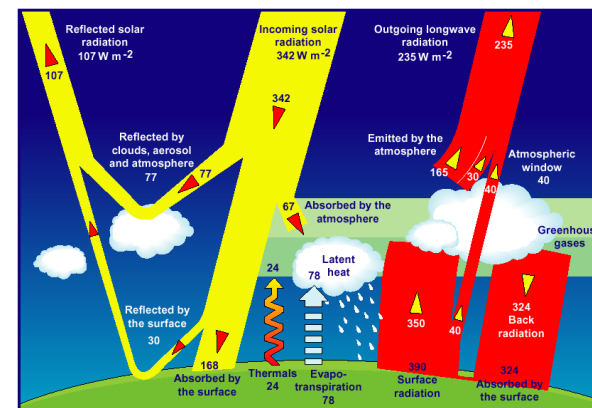 Reflected solar
radiation
107 W m-2
107
Incoming solar
radiation
342 W m-2
342
Outgoing longwave
radiation
235 W m-2
235
Reflected by
clouds, aerosol
and atmosphere
77
77
Emitted by the
atmosphere
165
30
40
Atmospheric
window
40
67
Absorbed by the
atmosphere
Greenhous
gases
24
78
Latent
heat
Reflected by
the surface
30
350
40
324
Back
radiation
168
Absorbed by
the surface
Thermals
24
Evapo-
transpiration
78
390
Surface
radiation
324
Absorbed by
the surface